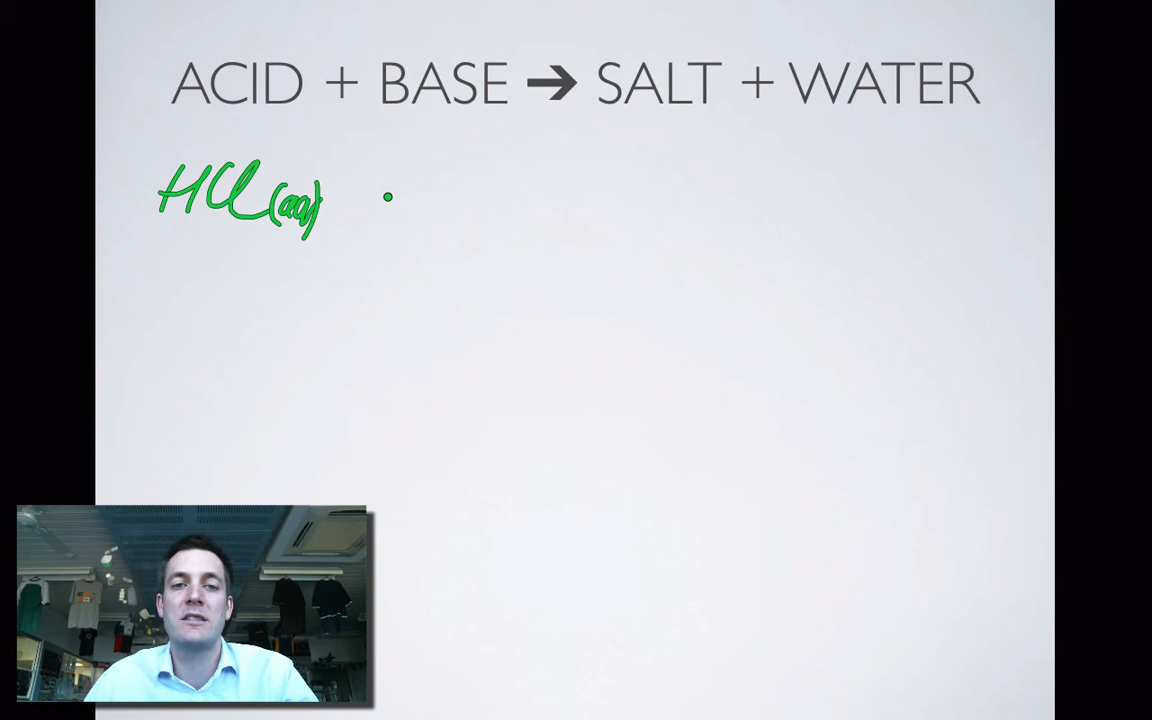 ACID + BASE ➔ SALT + WATER
HCl (aq)